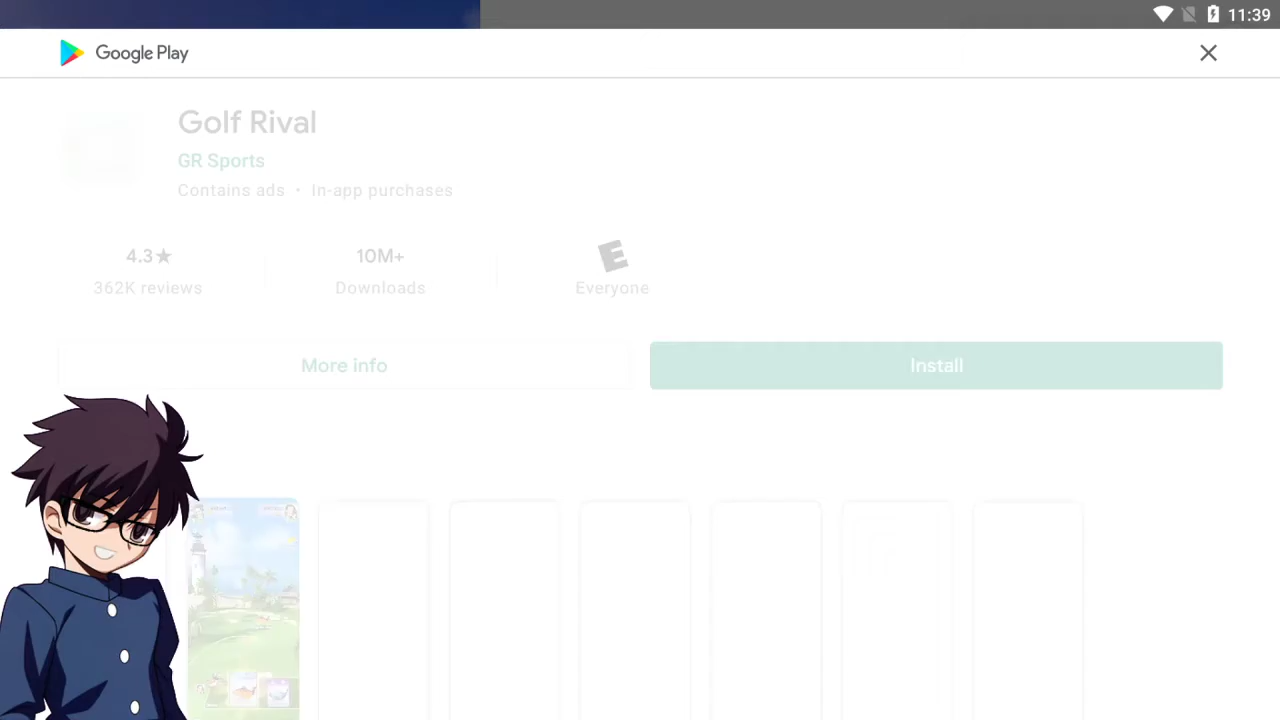 11:39
Google Play
Golf Rival
GR Sports
Contains ads • In-app purchases
4.3★ 10M+ E
362K reviews Downloads Everyone
More info Install